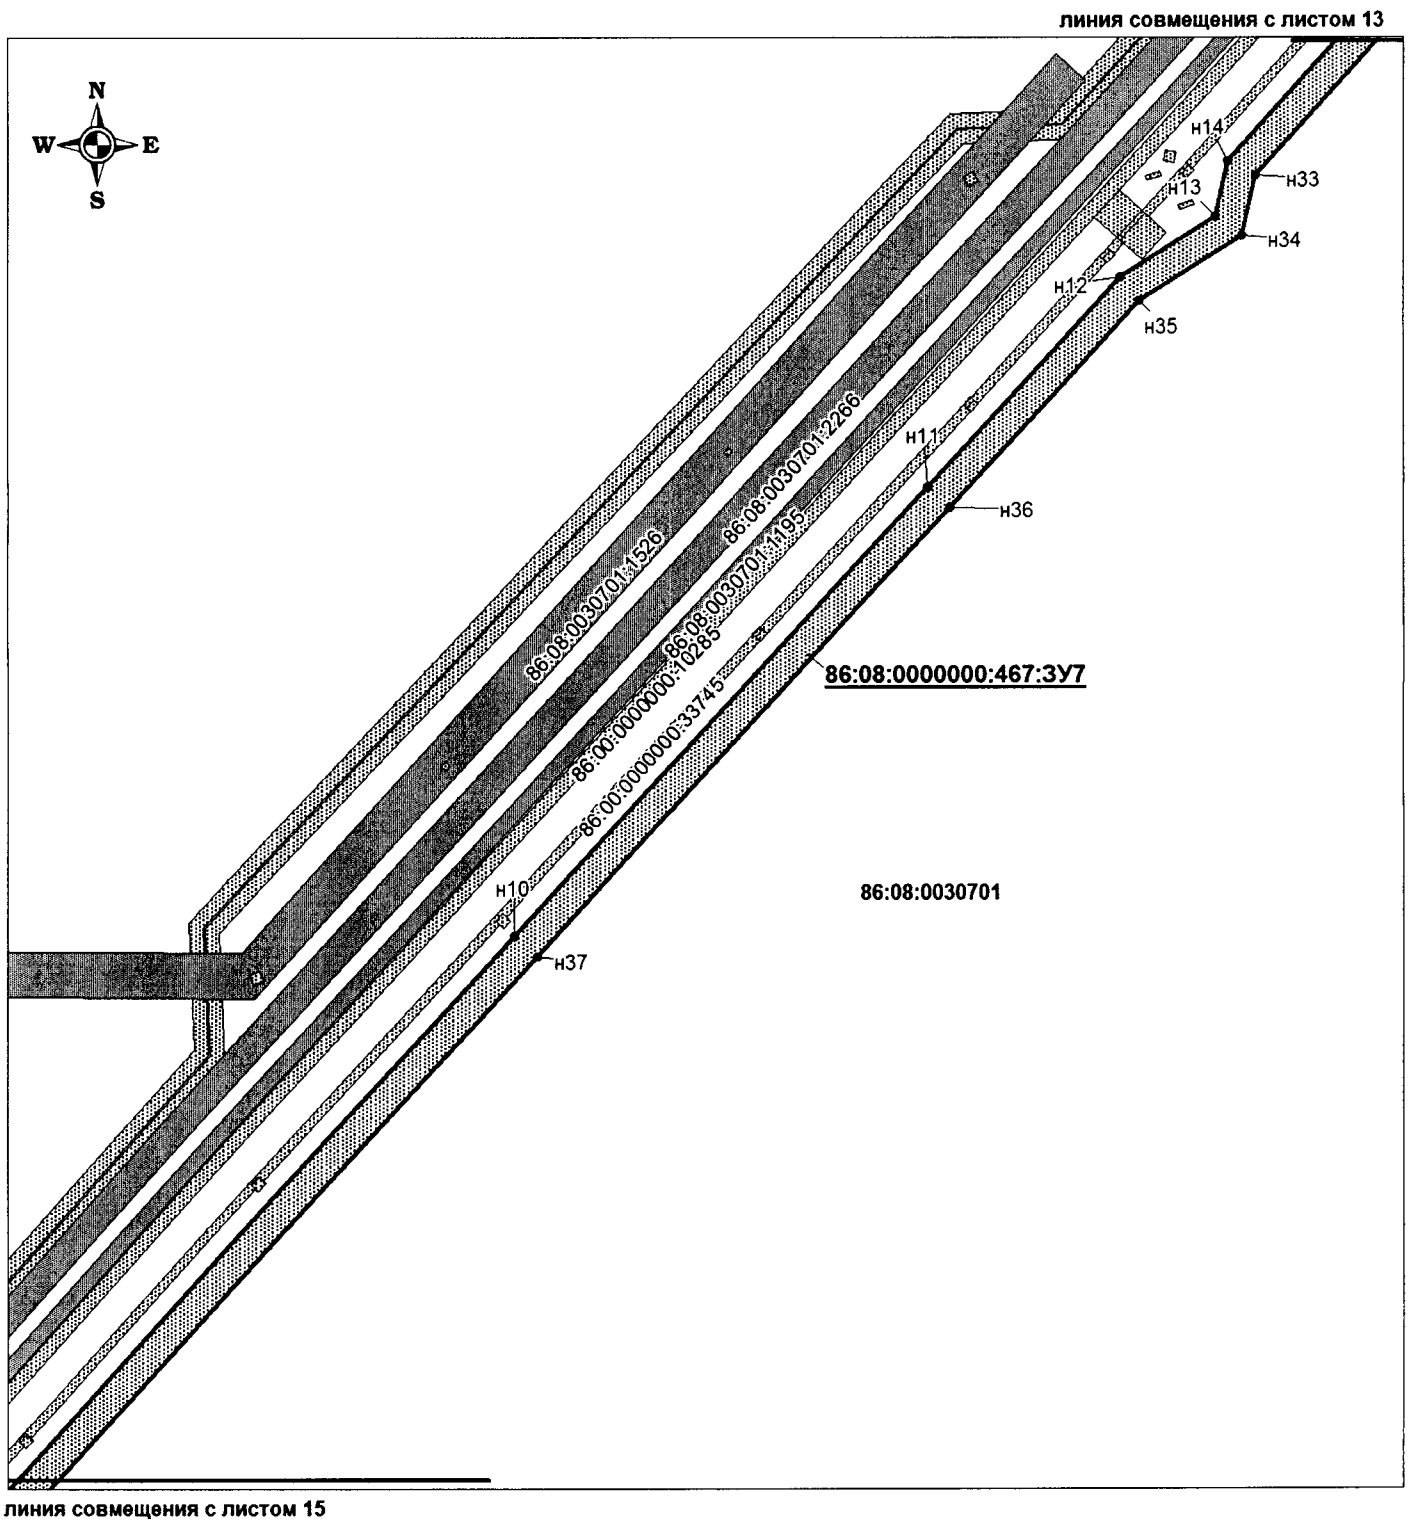 линия совмещения с листом 13
N
W E
S
н14
н33
н13
н34
н12
н35
н11
н36
86:08:0030701:2266
86:08:0030701:1526
86:08:0030701:1195
86:00:0000000:10285
86:00:0000000:33745
86:08:0000000:467:ЗУ7
86:08:0030701
н10
н37
линия совмещения с листом 15